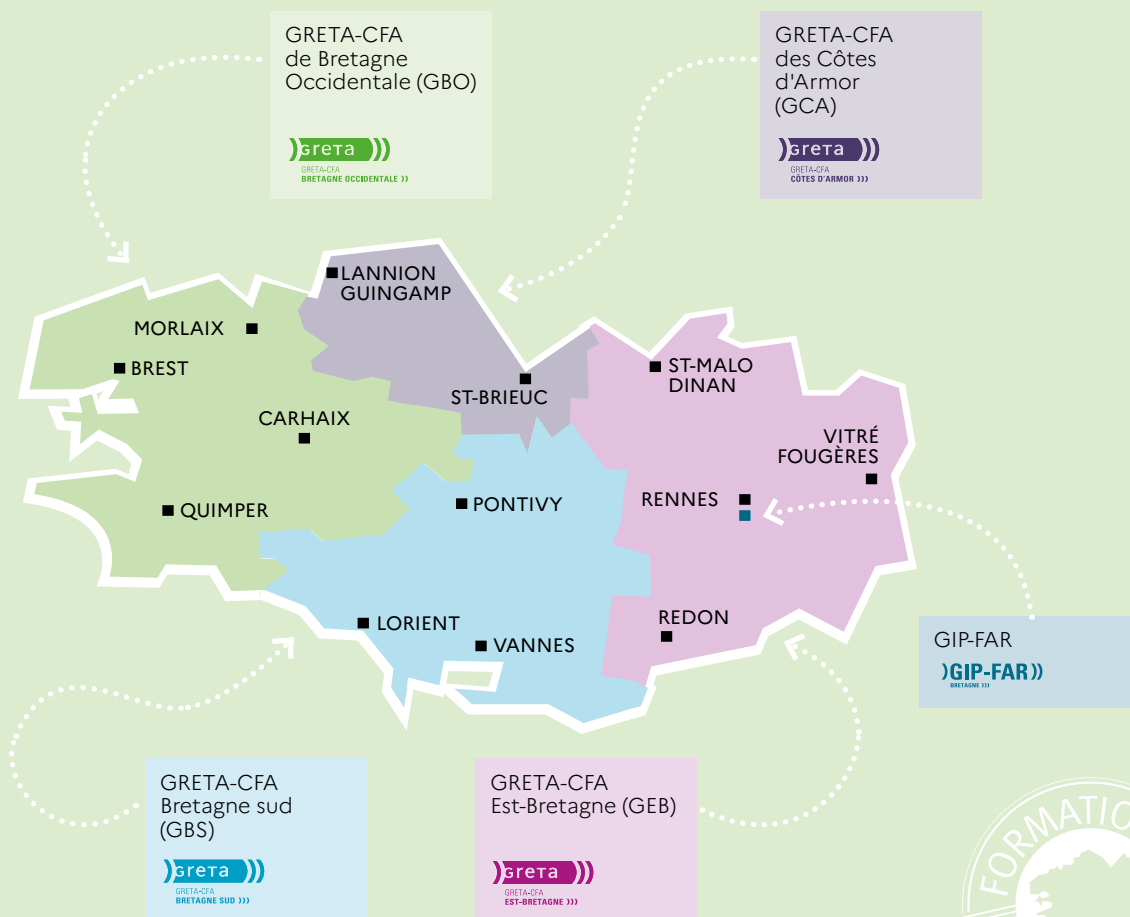 GRETA-CFA
de Bretagne
Occidentale (GBO)
GRETA
GRETA-CFA
BRETAGNE OCCIDENTALE
GRETA-CFA
des Côtes
d'Armor
(GCA)
GRETA
GRETA-CFA
CÔTES D'ARMOR
LANNION
GUINGAMP
MORLAIX
BREST
ST-BRIEUC
ST-MALO
DINAN
CARHAIX
VITRÉ
FOUGÈRES
QUIMPER
PONTIVY
RENNES
LORIENT
VANNES
REDON
GIP-FAR
GIP-FAR
BRETAGNE
GRETA-CFA
Bretagne sud
(GBS)
GRETA
GRETA-CFA
BRETAGNE SUD
GRETA-CFA
Est-Bretagne (GEB)
GRETA
GRETA-CFA
EST-BRETAGNE
FORMATIO